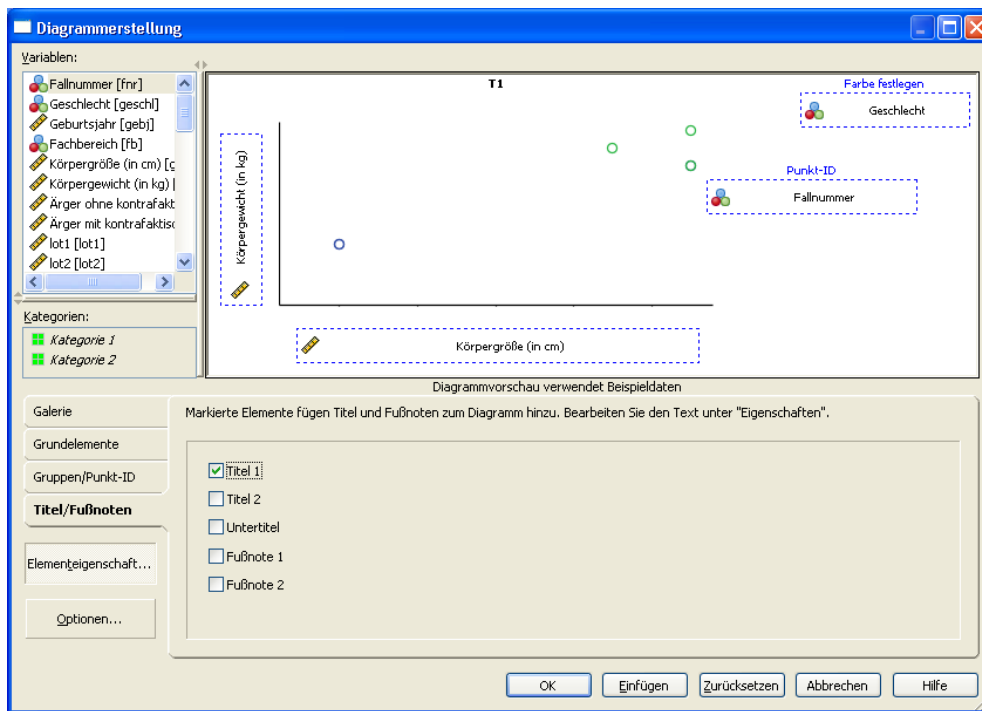 Diagrammerstellung
Variablen:
Fallnummer [fnr]
Geschlecht [geschl]
Geburtsjahr [gebj]
Fachbereich [fb]
Körpergröße (in cm) [g
Körpergewicht (in kg) [
Ärger ohne kontrafakt
Ärger mit kontrafaktisc
lot1 [lot1]
lot2 [lot2]
Kategorien:
Kategorie 1
Kategorie 2
T1
Farbe festlegen
Geschlecht
Punkt-ID
Fallnummer
Körpergewicht (in kg)
Körpergröße (in cm)
Diagrammvorschau verwendet Beispieldaten
Galerie
Grundelemente
Gruppen/Punkt-ID
Titel/Fußnoten
Elementeigenschaft...
Optionen...
Markierte Elemente fügen Titel und Fußnoten zum Diagramm hinzu. Bearbeiten Sie den Text unter "Eigenschaften".
Titel 1
Titel 2
Untertitel
Fußnote 1
Fußnote 2
OK
Einfügen
Zurücksetzen
Abbrechen
Hilfe